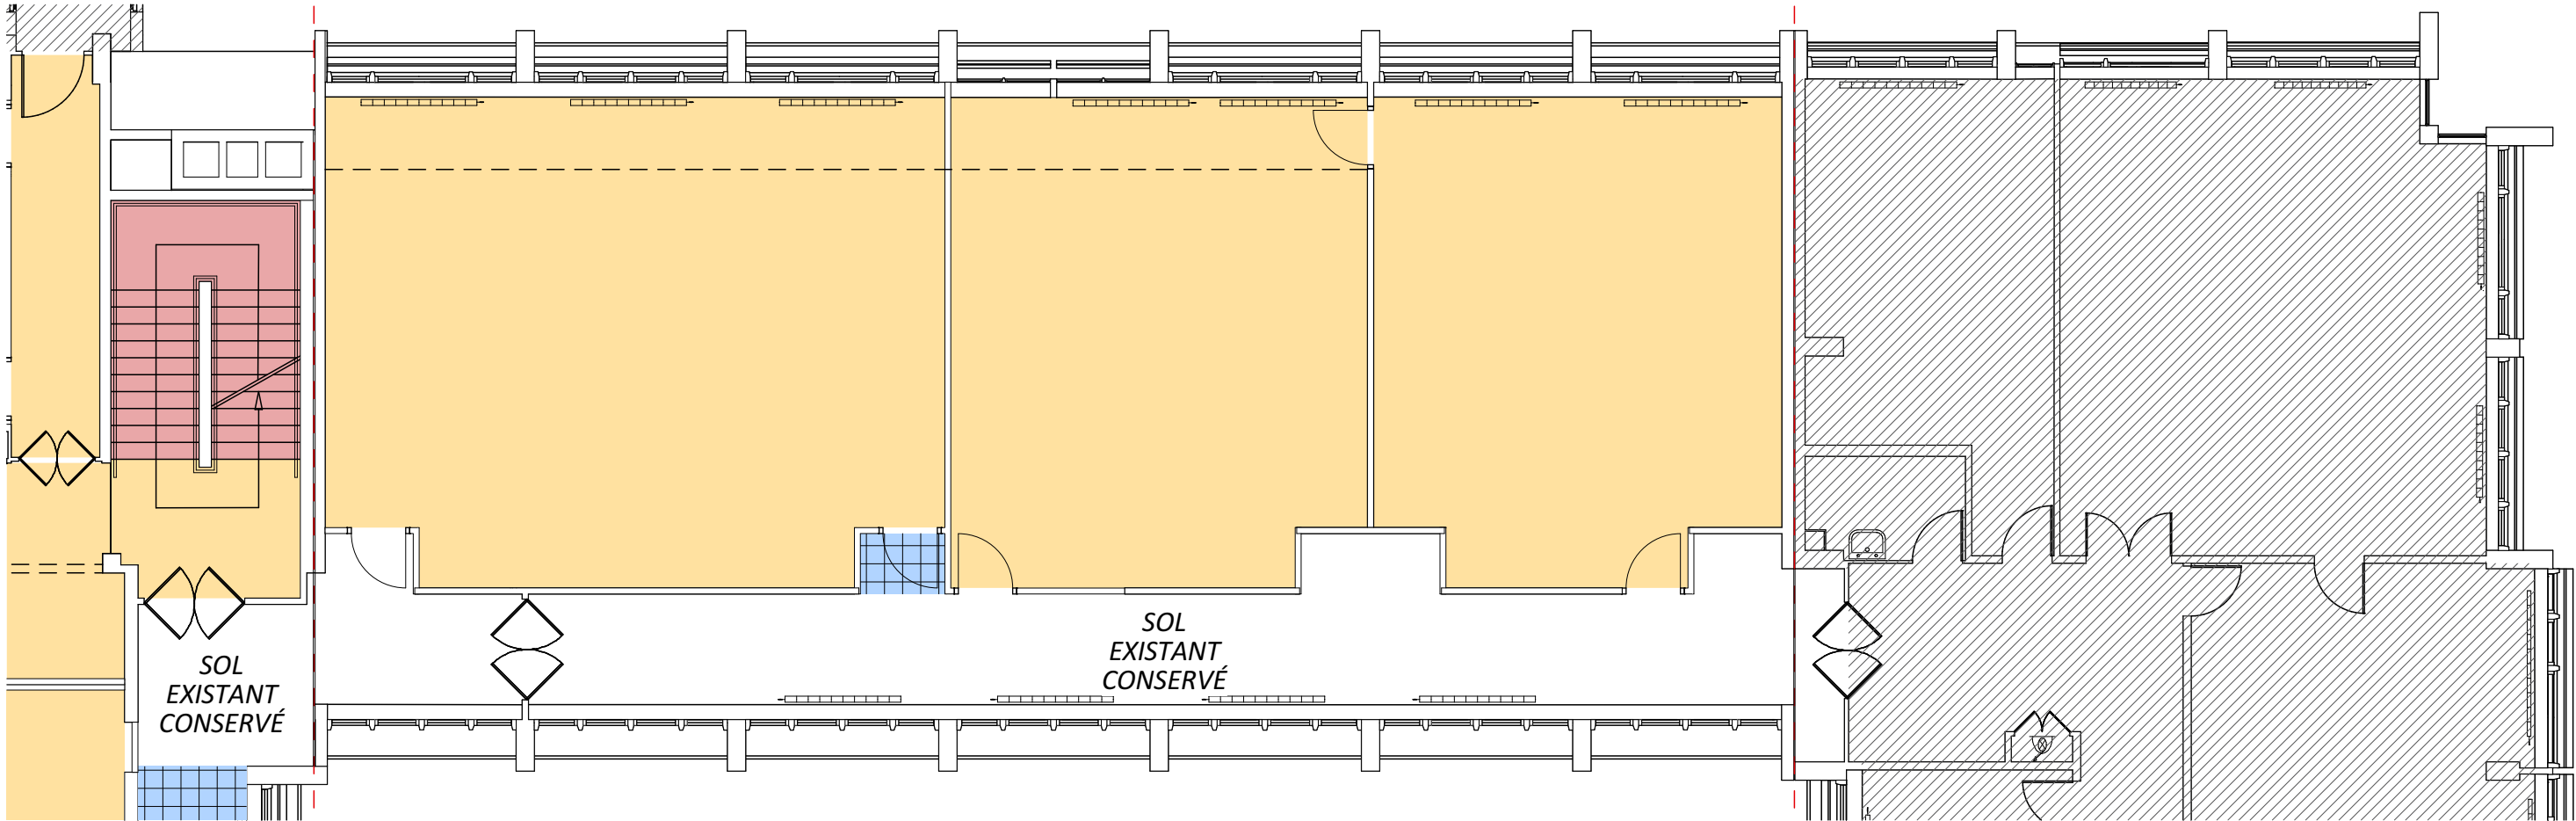 SOL
EXISTANT
CONSERVÉ
SOL
EXISTANT
CONSERVÉ